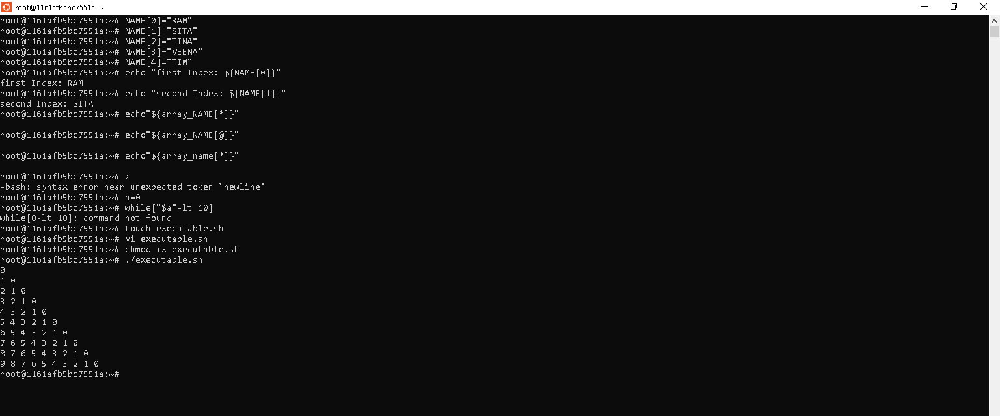 root@1161afb5bc7551a: ~
root@1161afb5bc7551a:~# NAME[0]="RAM"
root@1161afb5bc7551a:~# NAME[1]="SITA"
root@1161afb5bc7551a:~# NAME[2]="TINA"
root@1161afb5bc7551a:~# NAME[3]="VEENA"
root@1161afb5bc7551a:~# NAME[4]="TIM"
root@1161afb5bc7551a:~# echo "first Index: ${NAME[0]}"
first Index: RAM
root@1161afb5bc7551a:~# echo "second Index: ${NAME[1]}"
second Index: SITA
root@1161afb5bc7551a:~# echo"${array_NAME[*]}"
root@1161afb5bc7551a:~# echo"${array_NAME[@]}"
root@1161afb5bc7551a:~# echo"${array_name[*]}"
root@1161afb5bc7551a:~# >
-bash: syntax error near unexpected token `newline'
root@1161afb5bc7551a:~# a=0
root@1161afb5bc7551a:~# while["$a"-lt 10]
while[0-lt 10]: command not found
root@1161afb5bc7551a:~# touch executable.sh
root@1161afb5bc7551a:~# vi executable.sh
root@1161afb5bc7551a:~# chmod +x executable.sh
root@1161afb5bc7551a:~# ./executable.sh
0
1 0
2 1 0
3 2 1 0
4 3 2 1 0
5 4 3 2 1 0
6 5 4 3 2 1 0
7 6 5 4 3 2 1 0
8 7 6 5 4 3 2 1 0
9 8 7 6 5 4 3 2 1 0
root@1161afb5bc7551a:~#